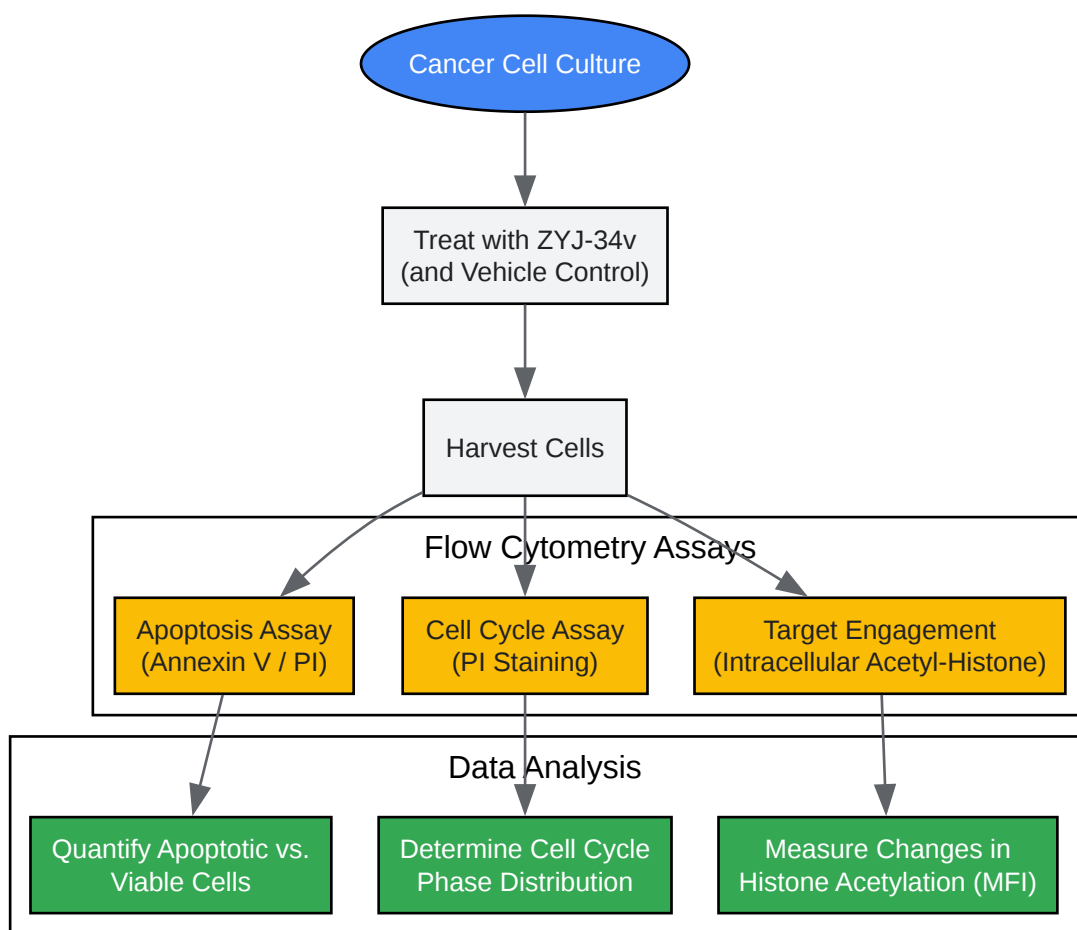 Cancer Cell Culture
Treat with ZYJ-34v
(and Vehicle Control)
Harvest Cells
Flow Cytometry Assays
Apoptosis Assay
(Annexin V / PI)
Cell Cycle Assay
(PI Staining)
Target Engagement
(Intracellular Acetyl-Histone)
Data Analysis
Quantify Apoptotic vs.
Viable Cells
Determine Cell Cycle
Phase Distribution
Measure Changes in
Histone Acetylation (MFI)